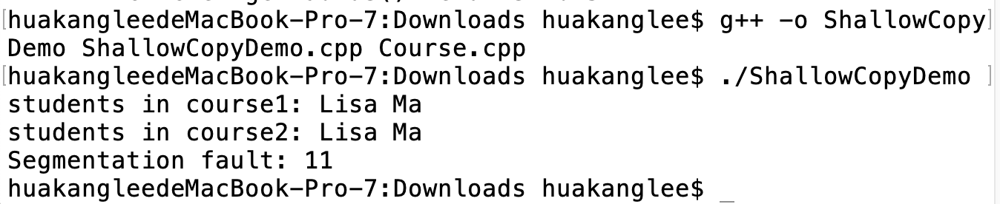 [huakangleedeMacBook-Pro-7:Downloads huakanglee$ g++ -o ShallowCopy]
Demo ShallowCopyDemo.cpp Course.cpp
[huakangleedeMacBook-Pro-7:Downloads huakanglee$ ./ShallowCopyDemo ]
students in course1: Lisa Ma
students in course2: Lisa Ma
Segmentation fault: 11
huakangleedeMacBook-Pro-7:Downloads huakanglee$